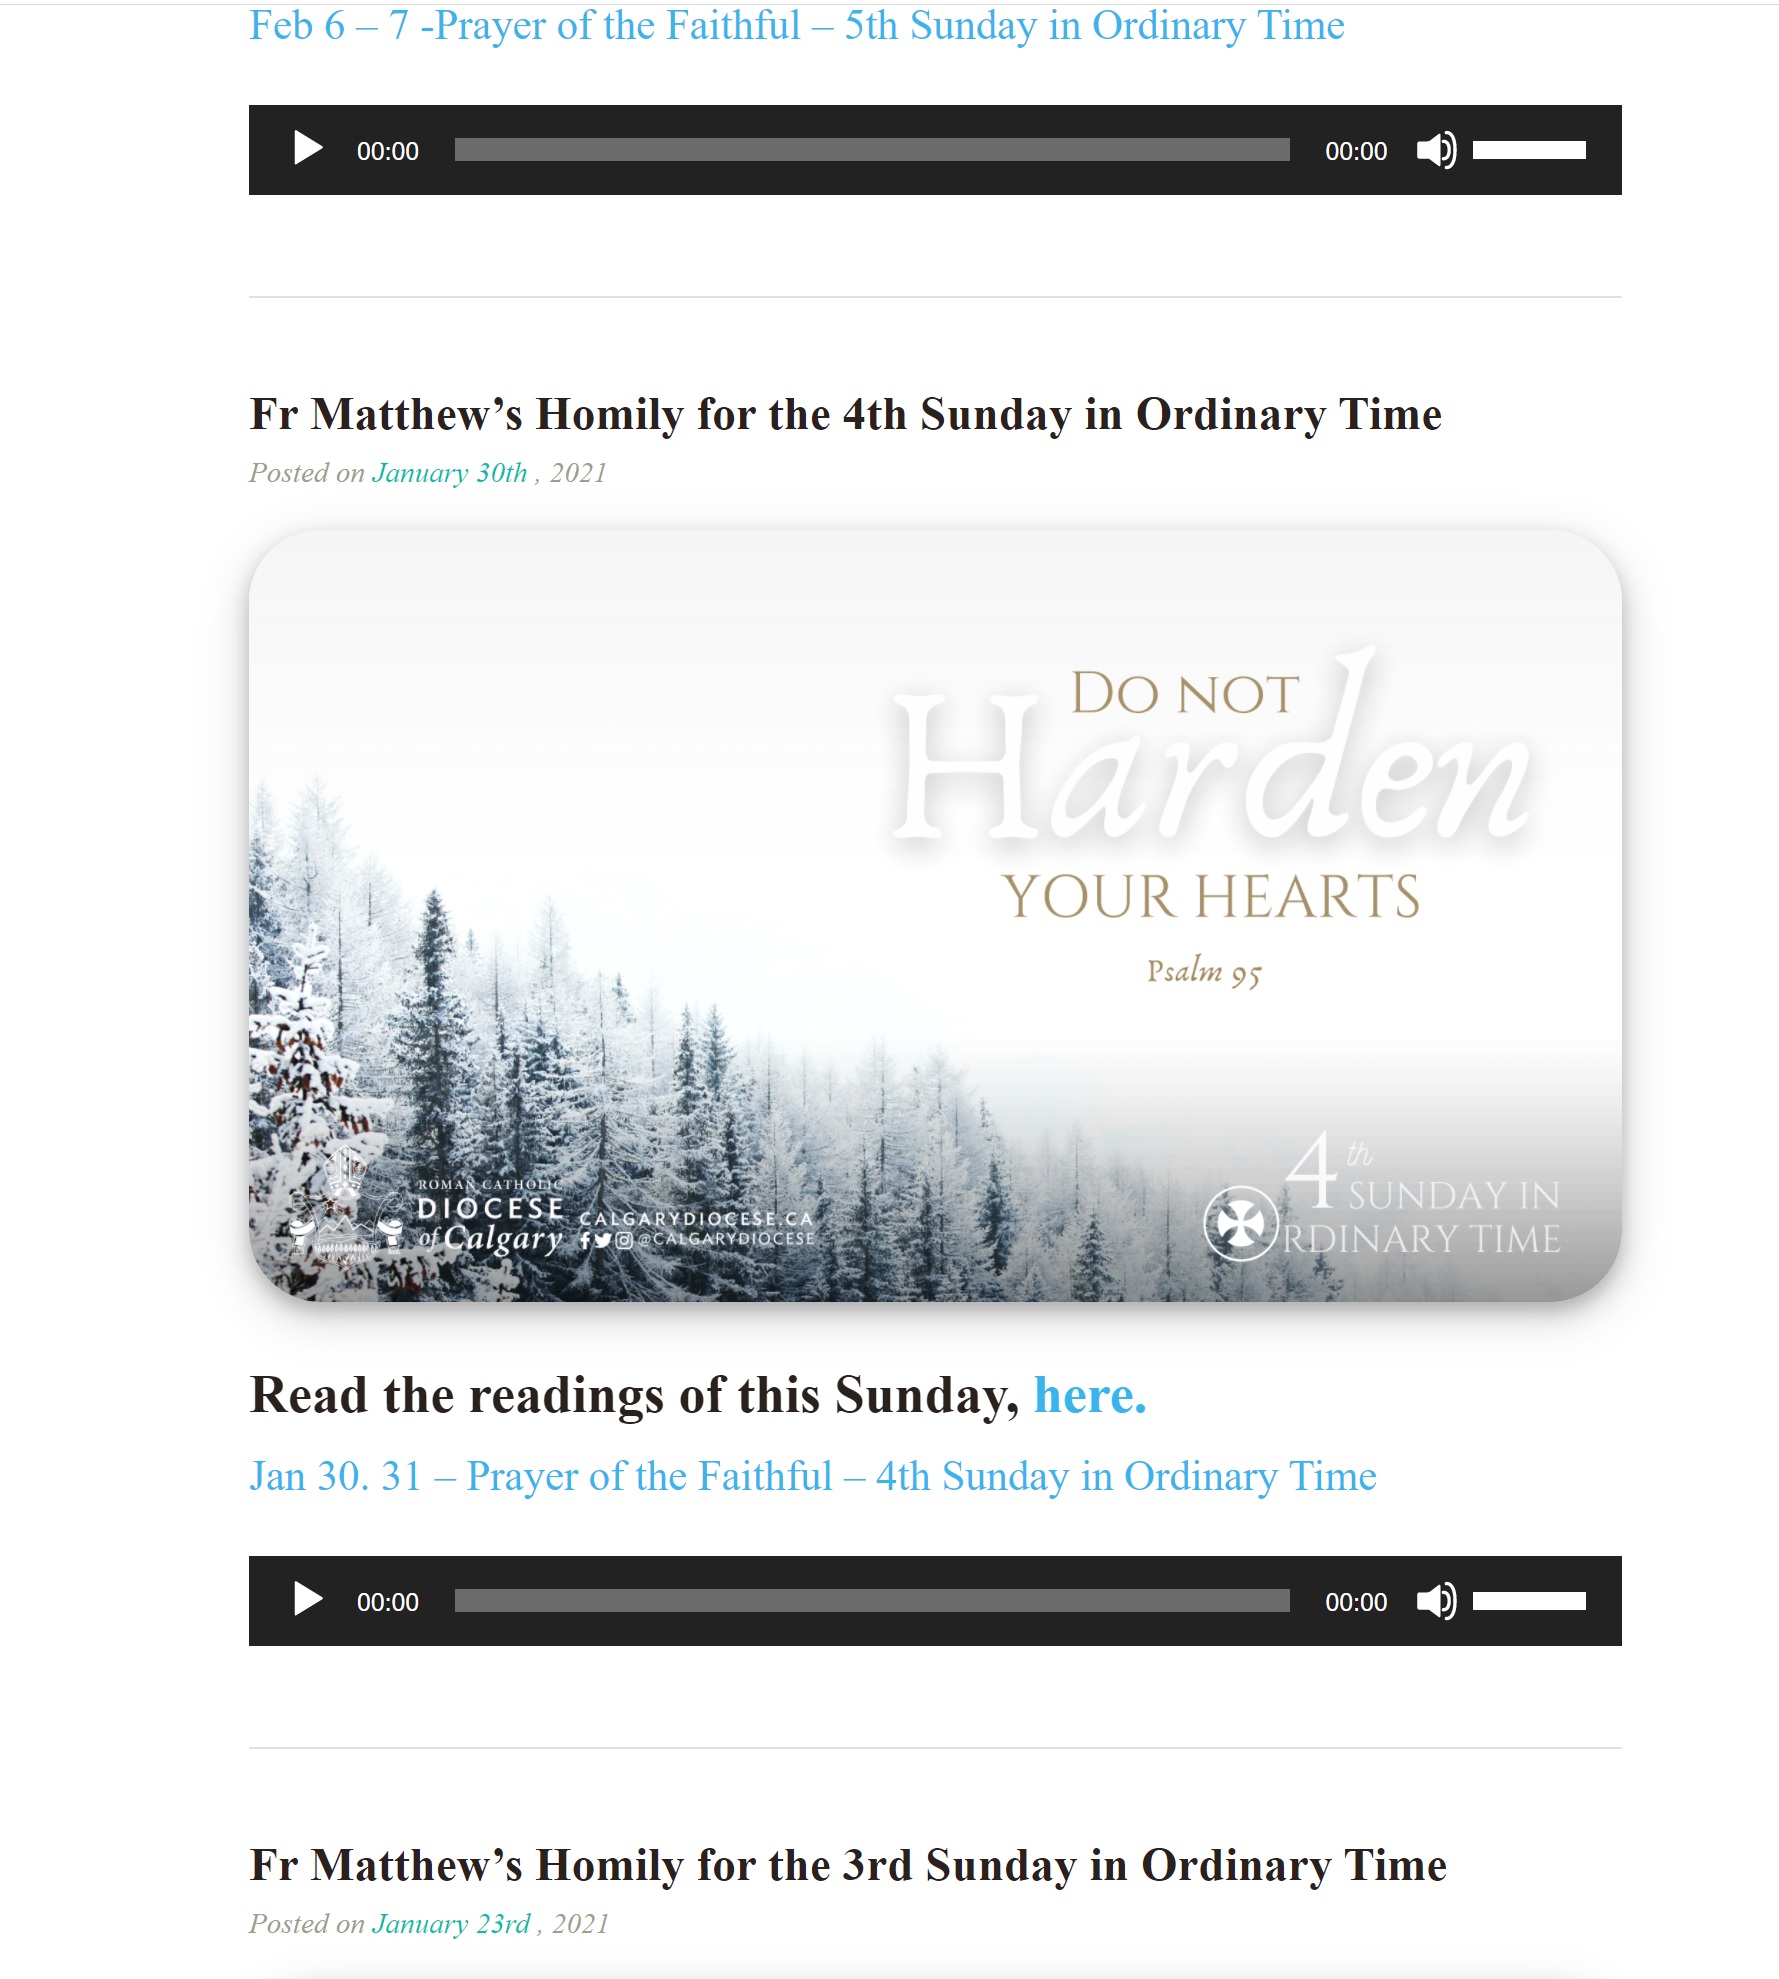 Feb 6 – 7 -Prayer of the Faithful – 5th Sunday in Ordinary Time
00:00 00:00
Fr Matthew’s Homily for the 4th Sunday in Ordinary Time
Posted on January 30th , 2021
Do not
Harden
your hearts
Psalm 95
ROMAN CATHOLIC
DIOCESE
of Calgary
CALGARYDIOCESE.CA
@CALGARYDIOCESE
4th
SUNDAY IN
RDINARY TIME
Read the readings of this Sunday, here.
Jan 30. 31 – Prayer of the Faithful – 4th Sunday in Ordinary Time
00:00 00:00
Fr Matthew’s Homily for the 3rd Sunday in Ordinary Time
Posted on January 23rd , 2021